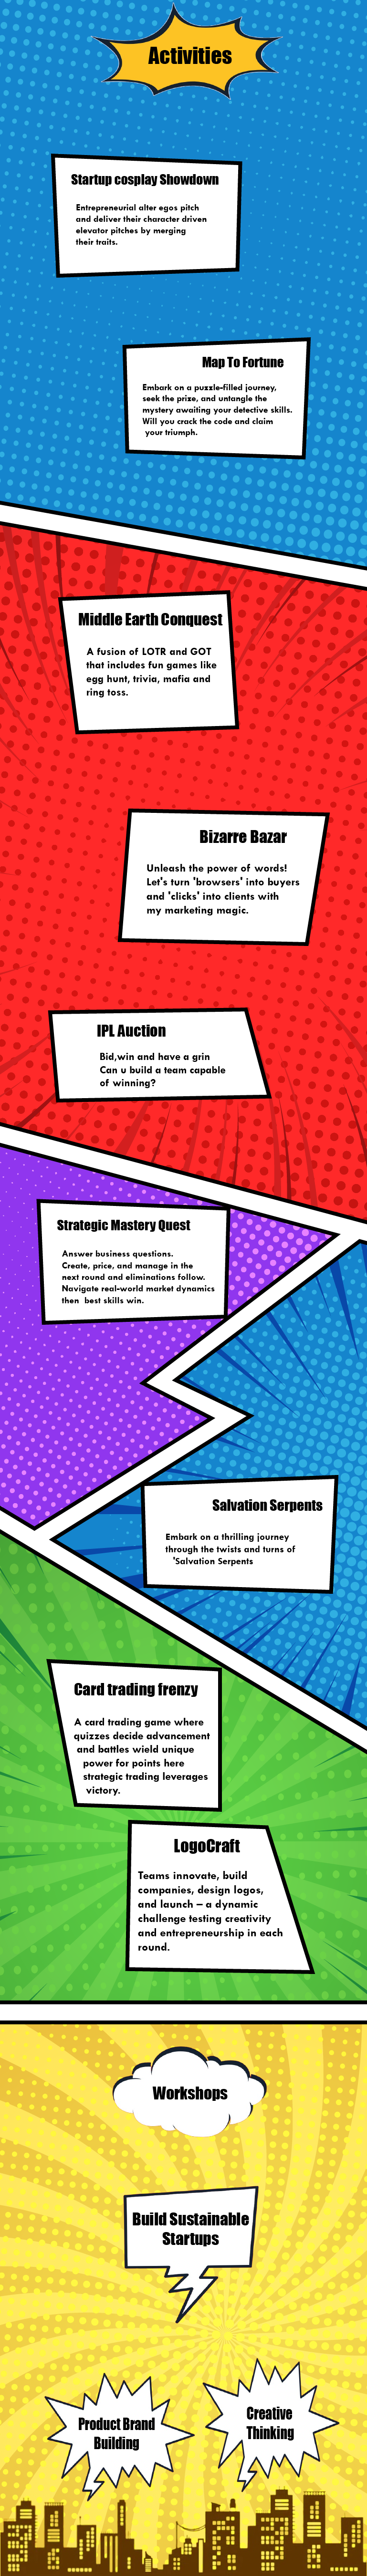 Activities
Startup cosplay Showdown
Entrepreneurial alter egos pitch
and deliver their character driven
elevator pitches by merging
their traits.
Map To Fortune
Embark on a puzzle-filled journey,
seek the prize, and untangle the
mystery awaiting your detective skills.
Will you crack the code and claim
your triumph.
Middle Earth Conquest
A fusion of LOTR and GOT
that includes fun games like
egg hunt, trivia, mafia and
ring toss.
Bizarre Bazar
Unleash the power of words!
Let's turn 'browsers' into buyers
and 'clicks' into clients with
my marketing magic.
IPL Auction
Bid,win and have a grin
Can u build a team capable
of winning?
Strategic Mastery Quest
Answer business questions.
Create, price, and manage in the
next round and eliminations follow.
Navigate real-world market dynamics
then best skills win.
Salvation Serpents
Embark on a thrilling journey
through the twists and turns of
'Salvation Serpents
Card trading frenzy
A card trading game where
quizzes decide advancement
and battles wield unique
power for points here
strategic trading leverages
victory.
LogoCraft
Teams innovate, build
companies, design logos,
and launch – a dynamic
challenge testing creativity
and entrepreneurship in each
round.
Workshops
Build Sustainable
Startups
Product Brand
Building
Creative
Thinking